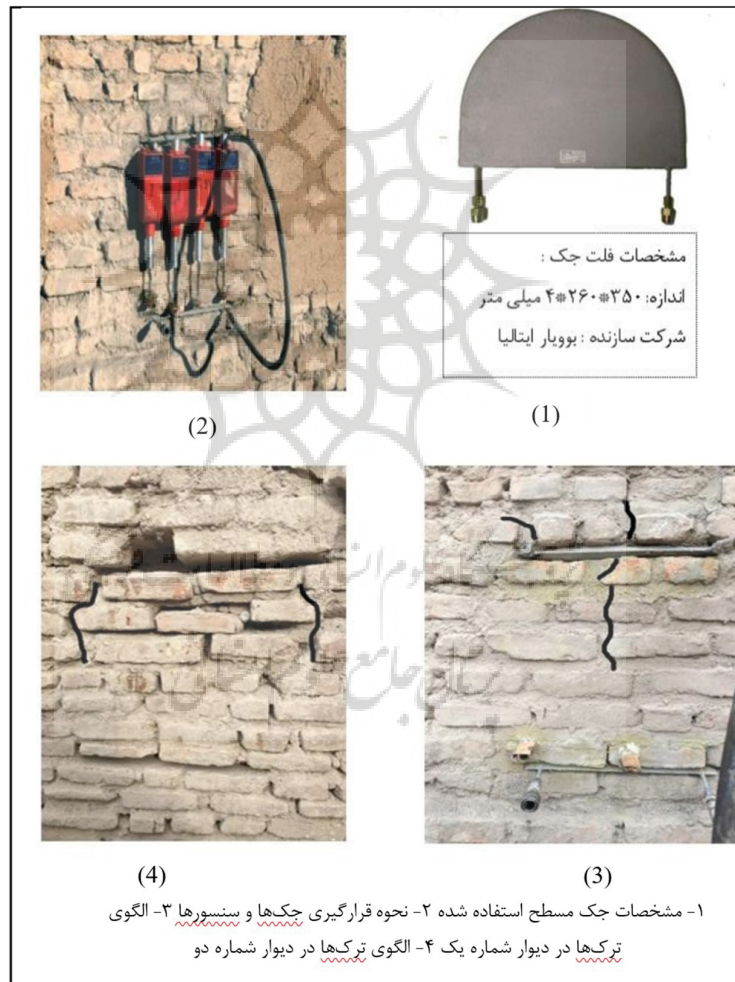 مشخصات فلت جک :
اندازه: ۳۵۰*۲۶۰*۴ میلی متر
شرکت سازنده : بوویار ایتالیا
(1)
(2)
(3)
(4)
۱- مشخصات جک مسطح استفاده شده ۲- نحوه قرارگیری جک‌ها و سنسورها ۳- الگوی
ترک‌ها در دیوار شماره یک ۴- الگوی ترک‌ها در دیوار شماره دو